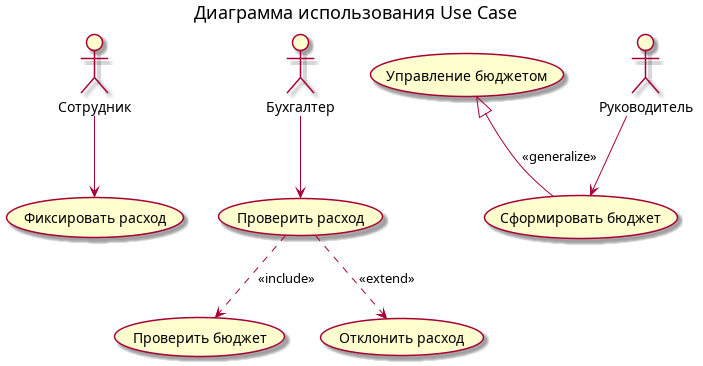 Диаграмма использования Use Case
Сотрудник
Бухгалтер
Управление бюджетом
Руководитель
«generalize»
Фиксировать расход
Проверить расход
Сформировать бюджет
«include»
«extend»
Проверить бюджет
Отклонить расход